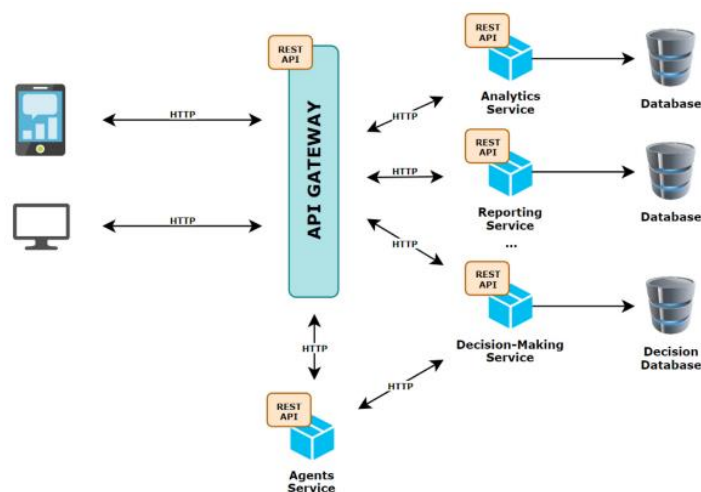 REST
API
HTTP
HTTP
API GATEWAY
REST
API
Analytics
Service
Database
HTTP
REST
API
Reporting
Service
...
Database
HTTP
HTTP
REST
API
Decision-Making
Service
Decision
Database
HTTP
HTTP
REST
API
Agents
Service